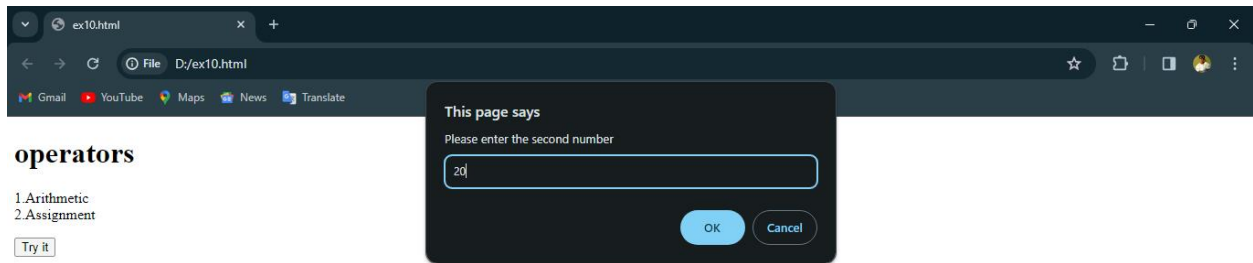 ex10.html
File D:/ex10.html
Gmail YouTube Maps News Translate
This page says
Please enter the second number
20
OK Cancel
operators
1.Arithmetic
2.Assignment
Try it